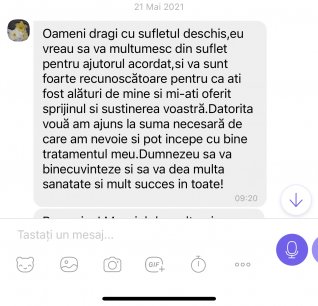 21 Mai 2021
Oameni dragi cu sufletul deschis,eu
vreau sa va multumesc din suflet
pentru ajutorul acordat,si va sunt
foarte recunoscătoare pentru ca ati
fost alături de mine si mi-ati oferit
sprijinul si sustinerea voastră.Datorita
vouă am ajuns la suma necesară de
care am nevoie si pot incepe cu bine
tratamentul meu.Dumnezeu sa va
binecuvinteze si sa va dea multa
sanatate si mult succes in toate!
09:20
Tastați un mesaj...
GIF+